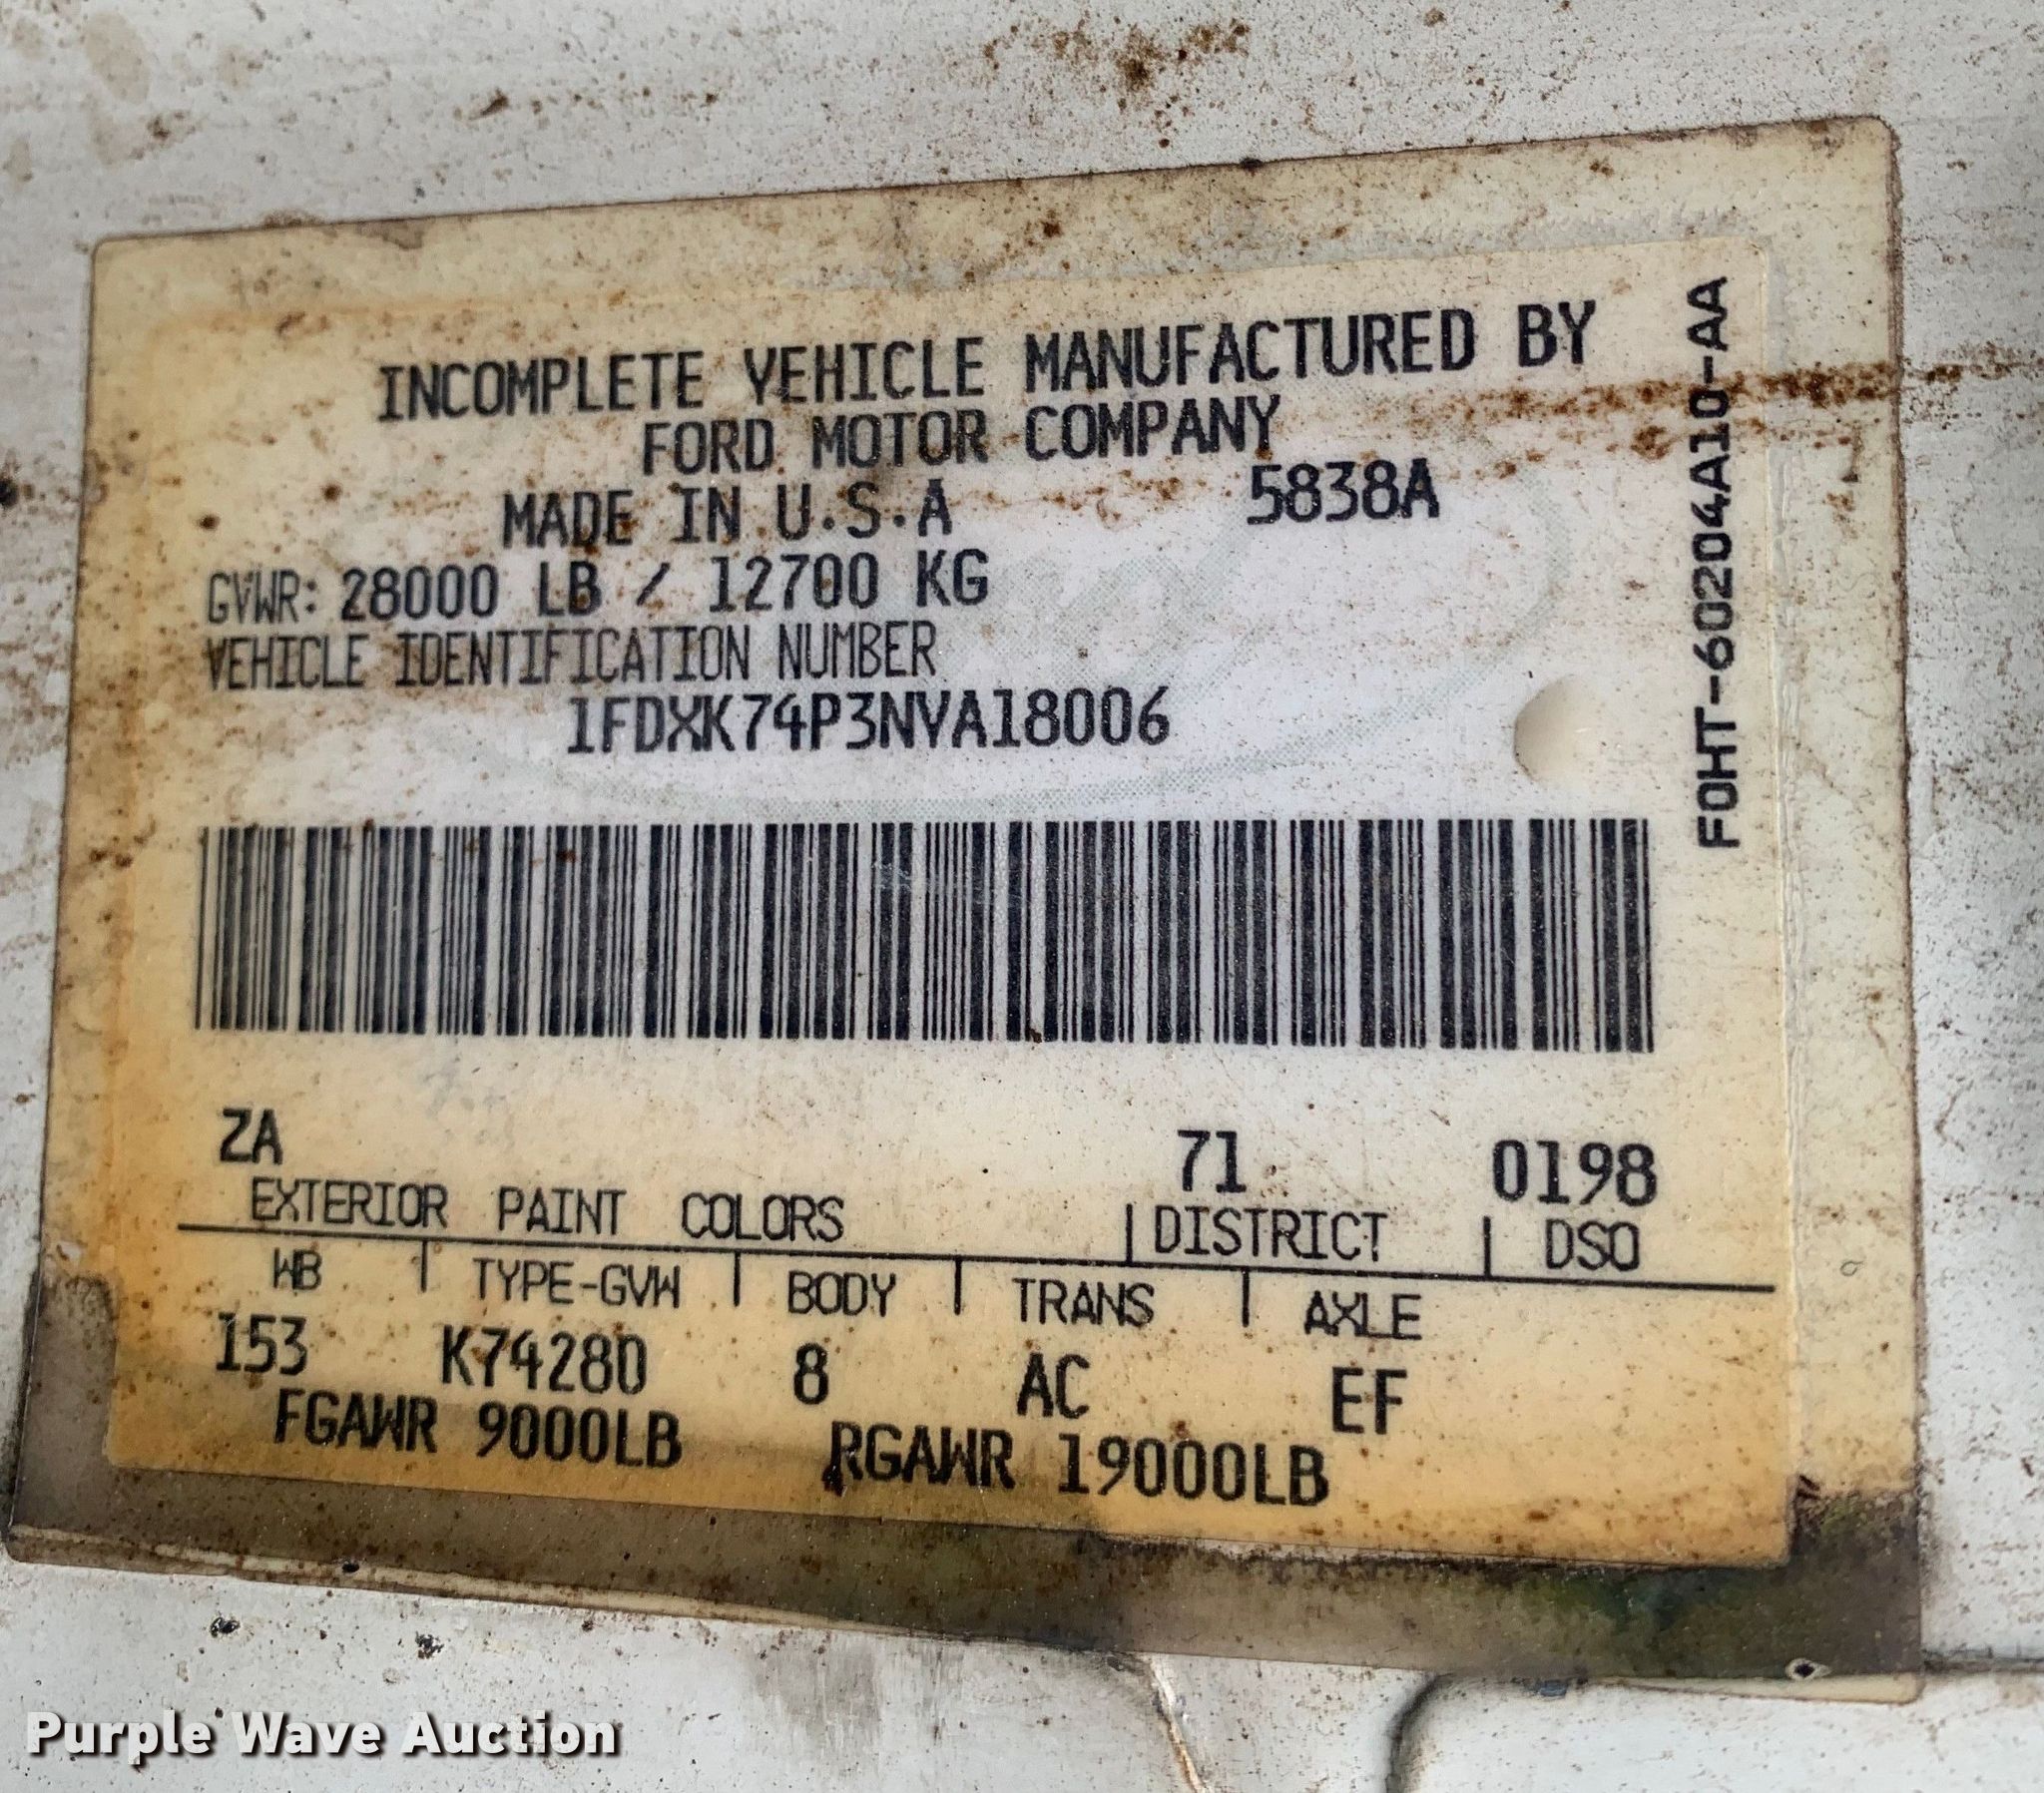 INCOMPLETE VEHICLE MANUFACTURED BY
FORD MOTOR COMPANY
MADE IN U.S.A 5838A
GVWR: 28000 LB / 12700 KG
VEHICLE IDENTIFICATION NUMBER
1FDXK74P3NVA18006
F0HT-60204A10-AA
ZA 71 0198
EXTERIOR PAINT COLORS | DISTRICT | DSO
WB | TYPE-GVW | BODY | TRANS | AXLE
153 K74280 8 AC EF
FGAWR 9000LB RGAWR 19000LB
Purple Wave Auction